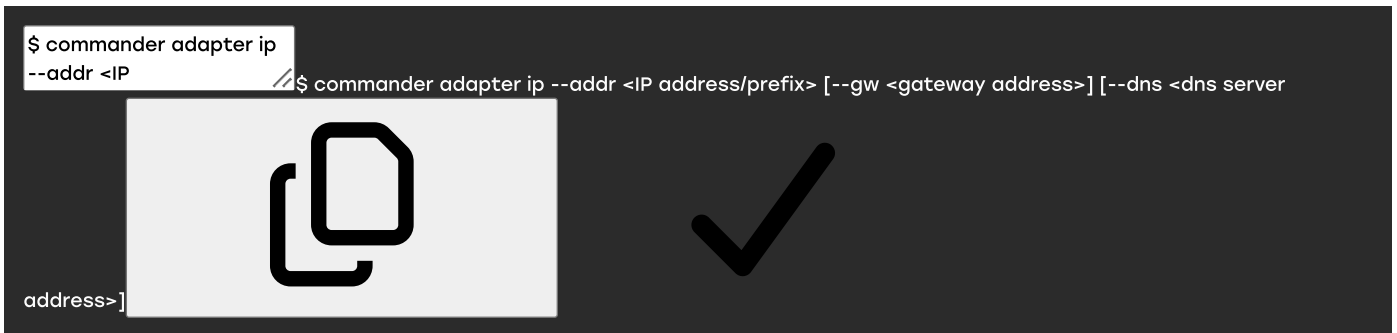 $ commander adapter ip
--addr <IP
$ commander adapter ip --addr <IP address/prefix> [--gw <gateway address>] [--dns <dns server
address>]